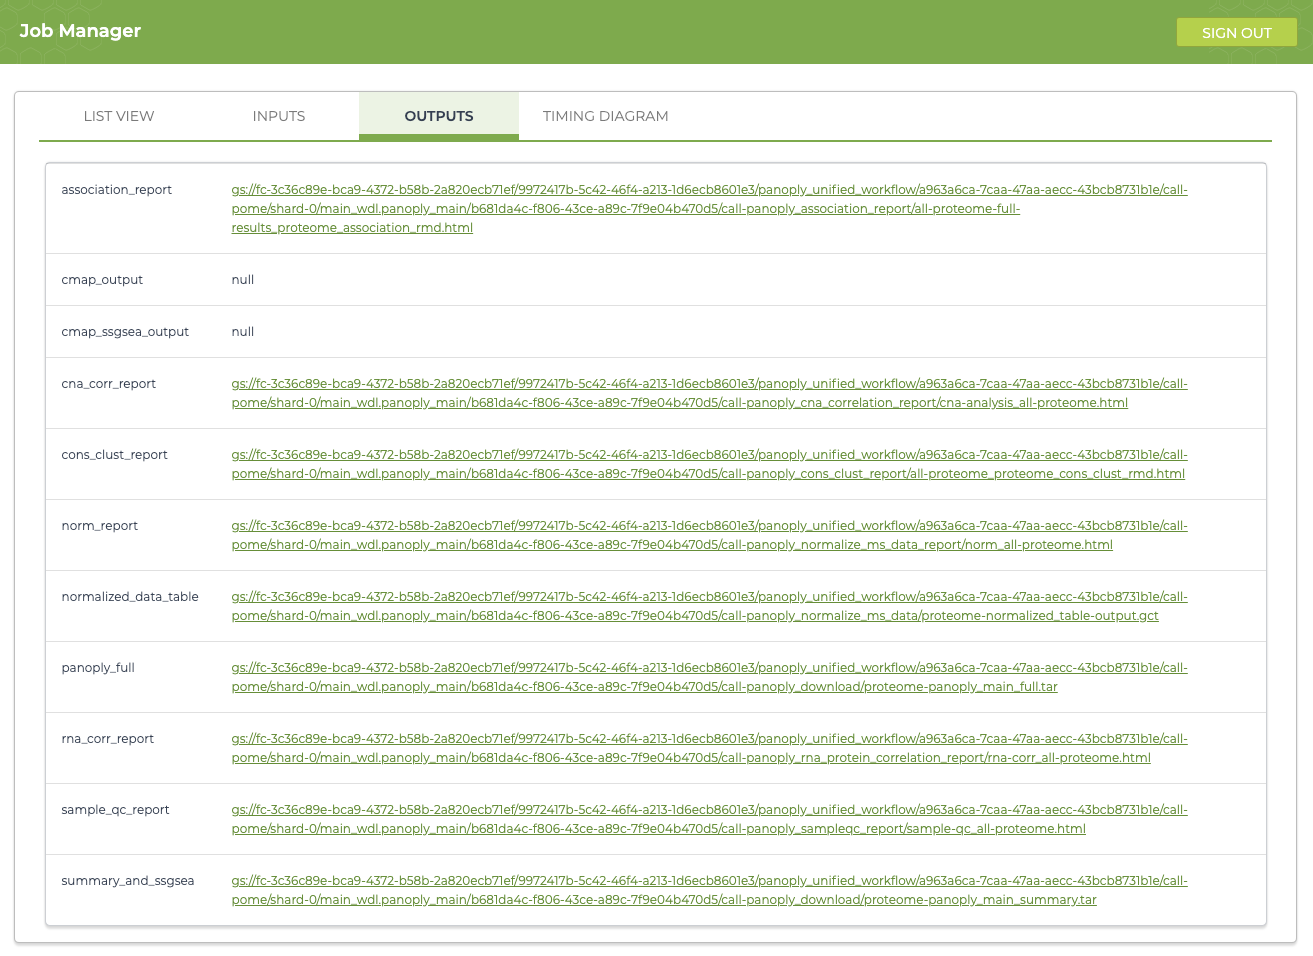 Job Manager
SIGN OUT
LIST VIEW
INPUTS
OUTPUTS
TIMING DIAGRAM
association_report
gs://fc-3c36c89e-bca9-4372-b58b-2a820ecb71ef/9972417b-5c42-46f4-a213-1d6ecb8601e3/panoply_unified_workflow/a963a6ca-7caa-47aa-aecc-43bcb8731b1e/call-
pome/shard-0/main_wdl.panoply_main/b681da4c-f806-43ce-a89c-7f9e04b470d5/call-panoply_association_report/all-proteome-full-
results_proteome_association_rmd.html
cmap_output
null
cmap_ssgsea_output
null
cna_corr_report
gs://fc-3c36c89e-bca9-4372-b58b-2a820ecb71ef/9972417b-5c42-46f4-a213-1d6ecb8601e3/panoply_unified_workflow/a963a6ca-7caa-47aa-aecc-43bcb8731b1e/call-
pome/shard-0/main_wdl.panoply_main/b681da4c-f806-43ce-a89c-7f9e04b470d5/call-panoply_cna_correlation_report/cna-analysis_all-proteome.html
cons_clust_report
gs://fc-3c36c89e-bca9-4372-b58b-2a820ecb71ef/9972417b-5c42-46f4-a213-1d6ecb8601e3/panoply_unified_workflow/a963a6ca-7caa-47aa-aecc-43bcb8731b1e/call-
pome/shard-0/main_wdl.panoply_main/b681da4c-f806-43ce-a89c-7f9e04b470d5/call-panoply_cons_clust_report/all-proteome_proteome_cons_clust_rmd.html
norm_report
gs://fc-3c36c89e-bca9-4372-b58b-2a820ecb71ef/9972417b-5c42-46f4-a213-1d6ecb8601e3/panoply_unified_workflow/a963a6ca-7caa-47aa-aecc-43bcb8731b1e/call-
pome/shard-0/main_wdl.panoply_main/b681da4c-f806-43ce-a89c-7f9e04b470d5/call-panoply_normalize_ms_data_report/norm_all-proteome.html
normalized_data_table
gs://fc-3c36c89e-bca9-4372-b58b-2a820ecb71ef/9972417b-5c42-46f4-a213-1d6ecb8601e3/panoply_unified_workflow/a963a6ca-7caa-47aa-aecc-43bcb8731b1e/call-
pome/shard-0/main_wdl.panoply_main/b681da4c-f806-43ce-a89c-7f9e04b470d5/call-panoply_normalize_ms_data/proteome-normalized_table-output.gct
panoply_full
gs://fc-3c36c89e-bca9-4372-b58b-2a820ecb71ef/9972417b-5c42-46f4-a213-1d6ecb8601e3/panoply_unified_workflow/a963a6ca-7caa-47aa-aecc-43bcb8731b1e/call-
pome/shard-0/main_wdl.panoply_main/b681da4c-f806-43ce-a89c-7f9e04b470d5/call-panoply_download/proteome-panoply_main_full.tar
rna_corr_report
gs://fc-3c36c89e-bca9-4372-b58b-2a820ecb71ef/9972417b-5c42-46f4-a213-1d6ecb8601e3/panoply_unified_workflow/a963a6ca-7caa-47aa-aecc-43bcb8731b1e/call-
pome/shard-0/main_wdl.panoply_main/b681da4c-f806-43ce-a89c-7f9e04b470d5/call-panoply_rna_protein_correlation_report/rna-corr_all-proteome.html
sample_qc_report
gs://fc-3c36c89e-bca9-4372-b58b-2a820ecb71ef/9972417b-5c42-46f4-a213-1d6ecb8601e3/panoply_unified_workflow/a963a6ca-7caa-47aa-aecc-43bcb8731b1e/call-
pome/shard-0/main_wdl.panoply_main/b681da4c-f806-43ce-a89c-7f9e04b470d5/call-panoply_sampleqc_report/sample-qc_all-proteome.html
summary_and_ssgsea
gs://fc-3c36c89e-bca9-4372-b58b-2a820ecb71ef/9972417b-5c42-46f4-a213-1d6ecb8601e3/panoply_unified_workflow/a963a6ca-7caa-47aa-aecc-43bcb8731b1e/call-
pome/shard-0/main_wdl.panoply_main/b681da4c-f806-43ce-a89c-7f9e04b470d5/call-panoply_download/proteome-panoply_main_summary.tar